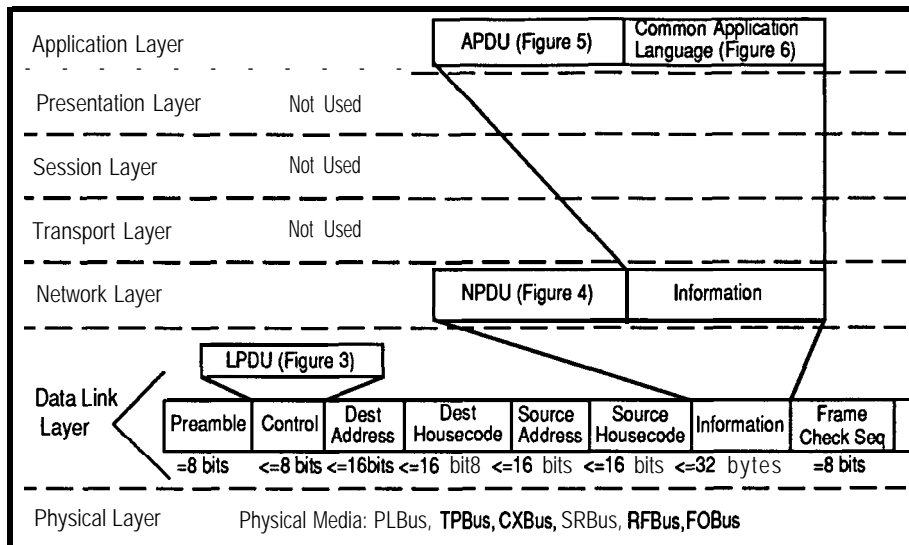 Application Layer
APDU (Figure 5)
Common Application
Language (Figure 6)
Presentation Layer Not Used
Session Layer Not Used
Transport Layer Not Used
Network Layer
NPDU (Figure 4)
Information
LPDU (Figure 3)
Data Link
Layer
Preamble
Control
Dest
Address
Dest
Housecode
Source
Address
Source
Housecode
Information
Frame
Check Seq
=8 bits <=8 bits <=16bits <=16 bit8 <=16 bits <=16 bits <=32 bytes =8 bits
Physical Layer Physical Media: PLBus, TPBus, CXBus, SRBus, RFBus,FOBus